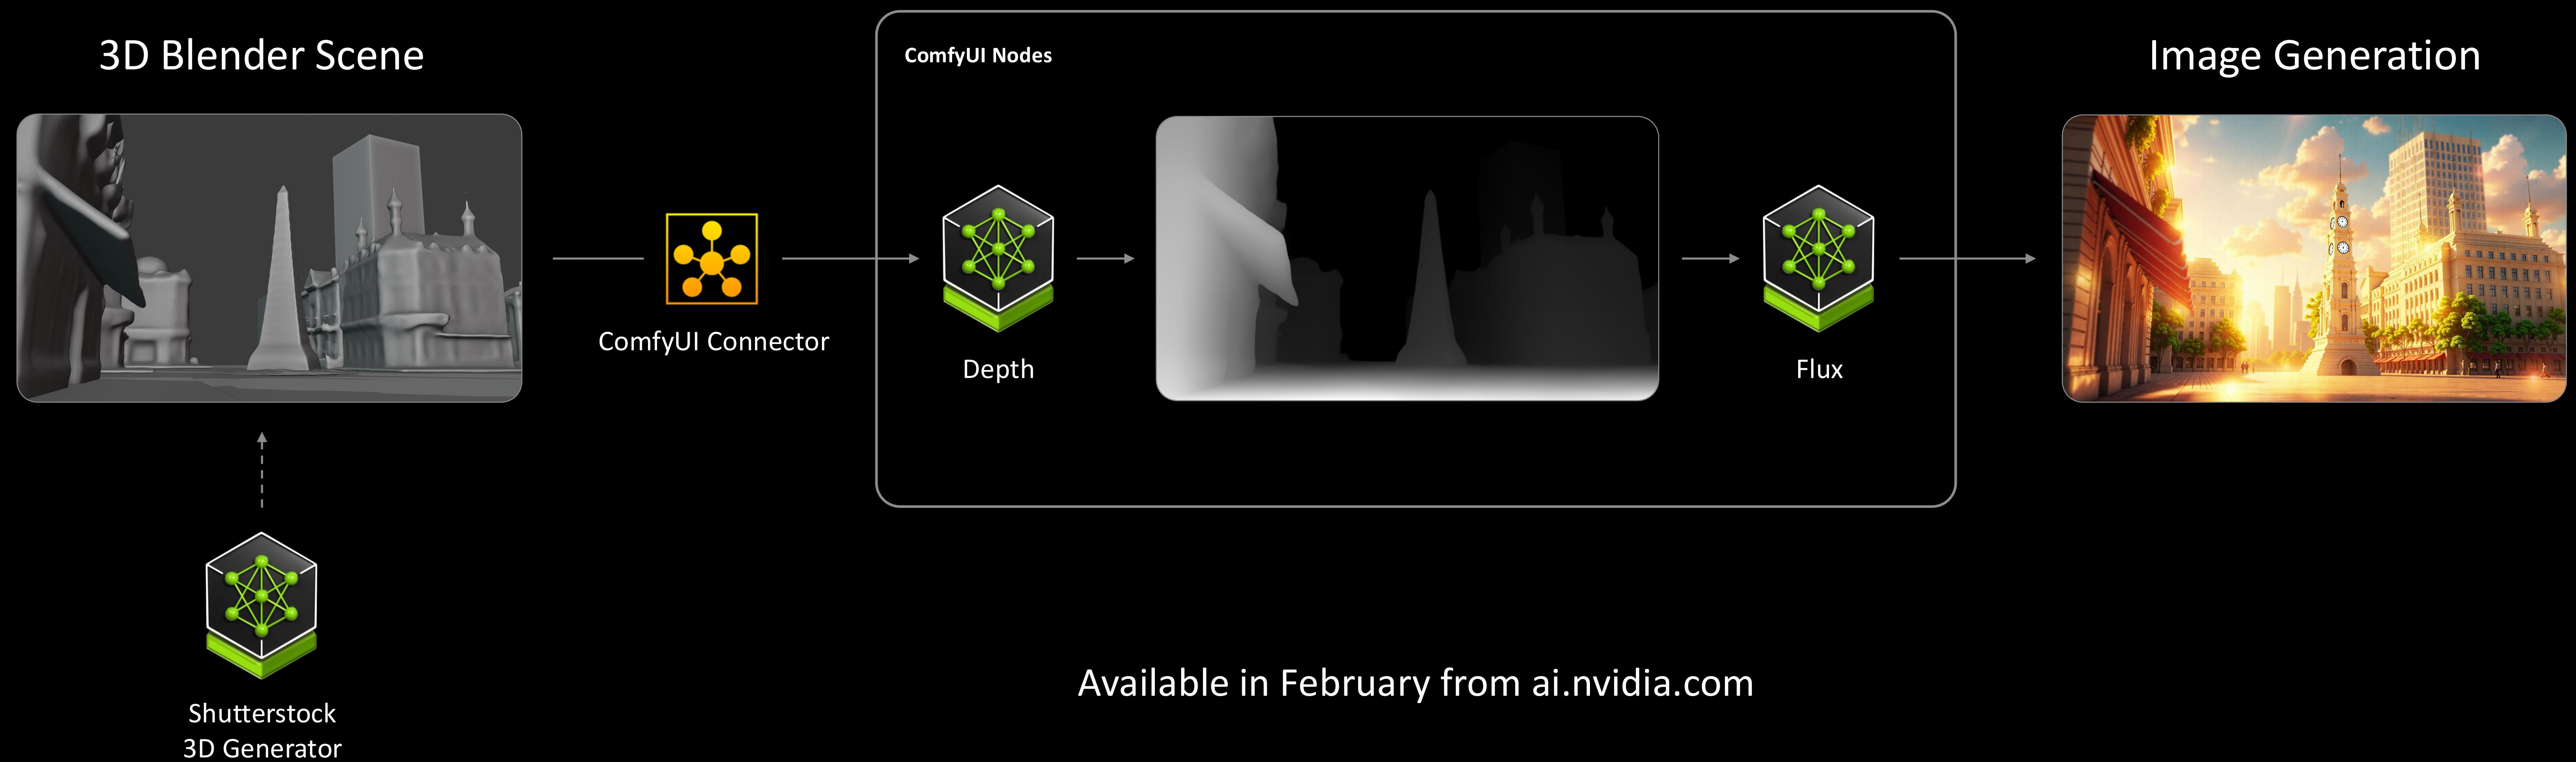 3D Blender Scene
ComfyUI Nodes
Image Generation
ComfyUI Connector
Depth
Flux
Shutterstock
3D Generator
Available in February from ai.nvidia.com